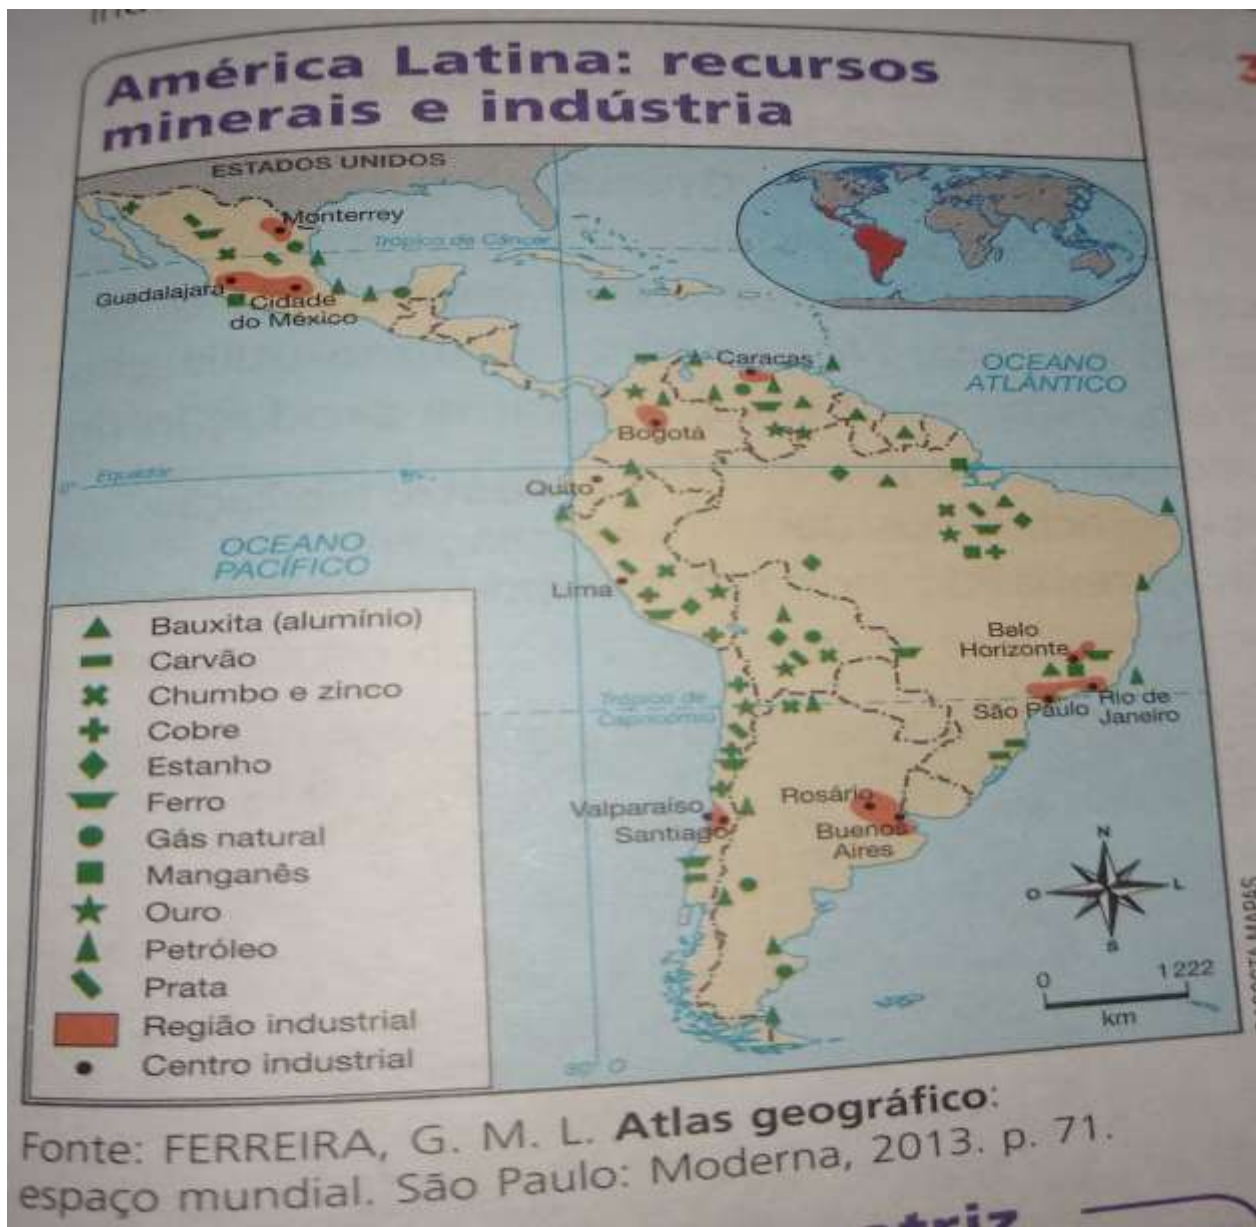 América Latina: recursos
minerais e indústria
ESTADOS UNIDOS
Monterrey
Trópico de Câncer
Guadalajara
Cidade
do México
Caracas
OCEANO
ATLÂNTICO
Bogotá
0°
Equador
Quito
OCEANO
PACÍFICO
Lima
Belo
Horizonte
Trópico de
Capricórnio
São Paulo
Rio de
Janeiro
Valparaíso
Santiago
Rosário
Buenos
Aires
Bauxita (alumínio)
Carvão
Chumbo e zinco
Cobre
Estanho
Ferro
Gás natural
Manganês
Ouro
Petróleo
Prata
Região industrial
Centro industrial
N
O
L
S
0
1 222
km
80° O
Fonte: FERREIRA, G. M. L. Atlas geográfico:
espaço mundial. São Paulo: Moderna, 2013. p. 71.